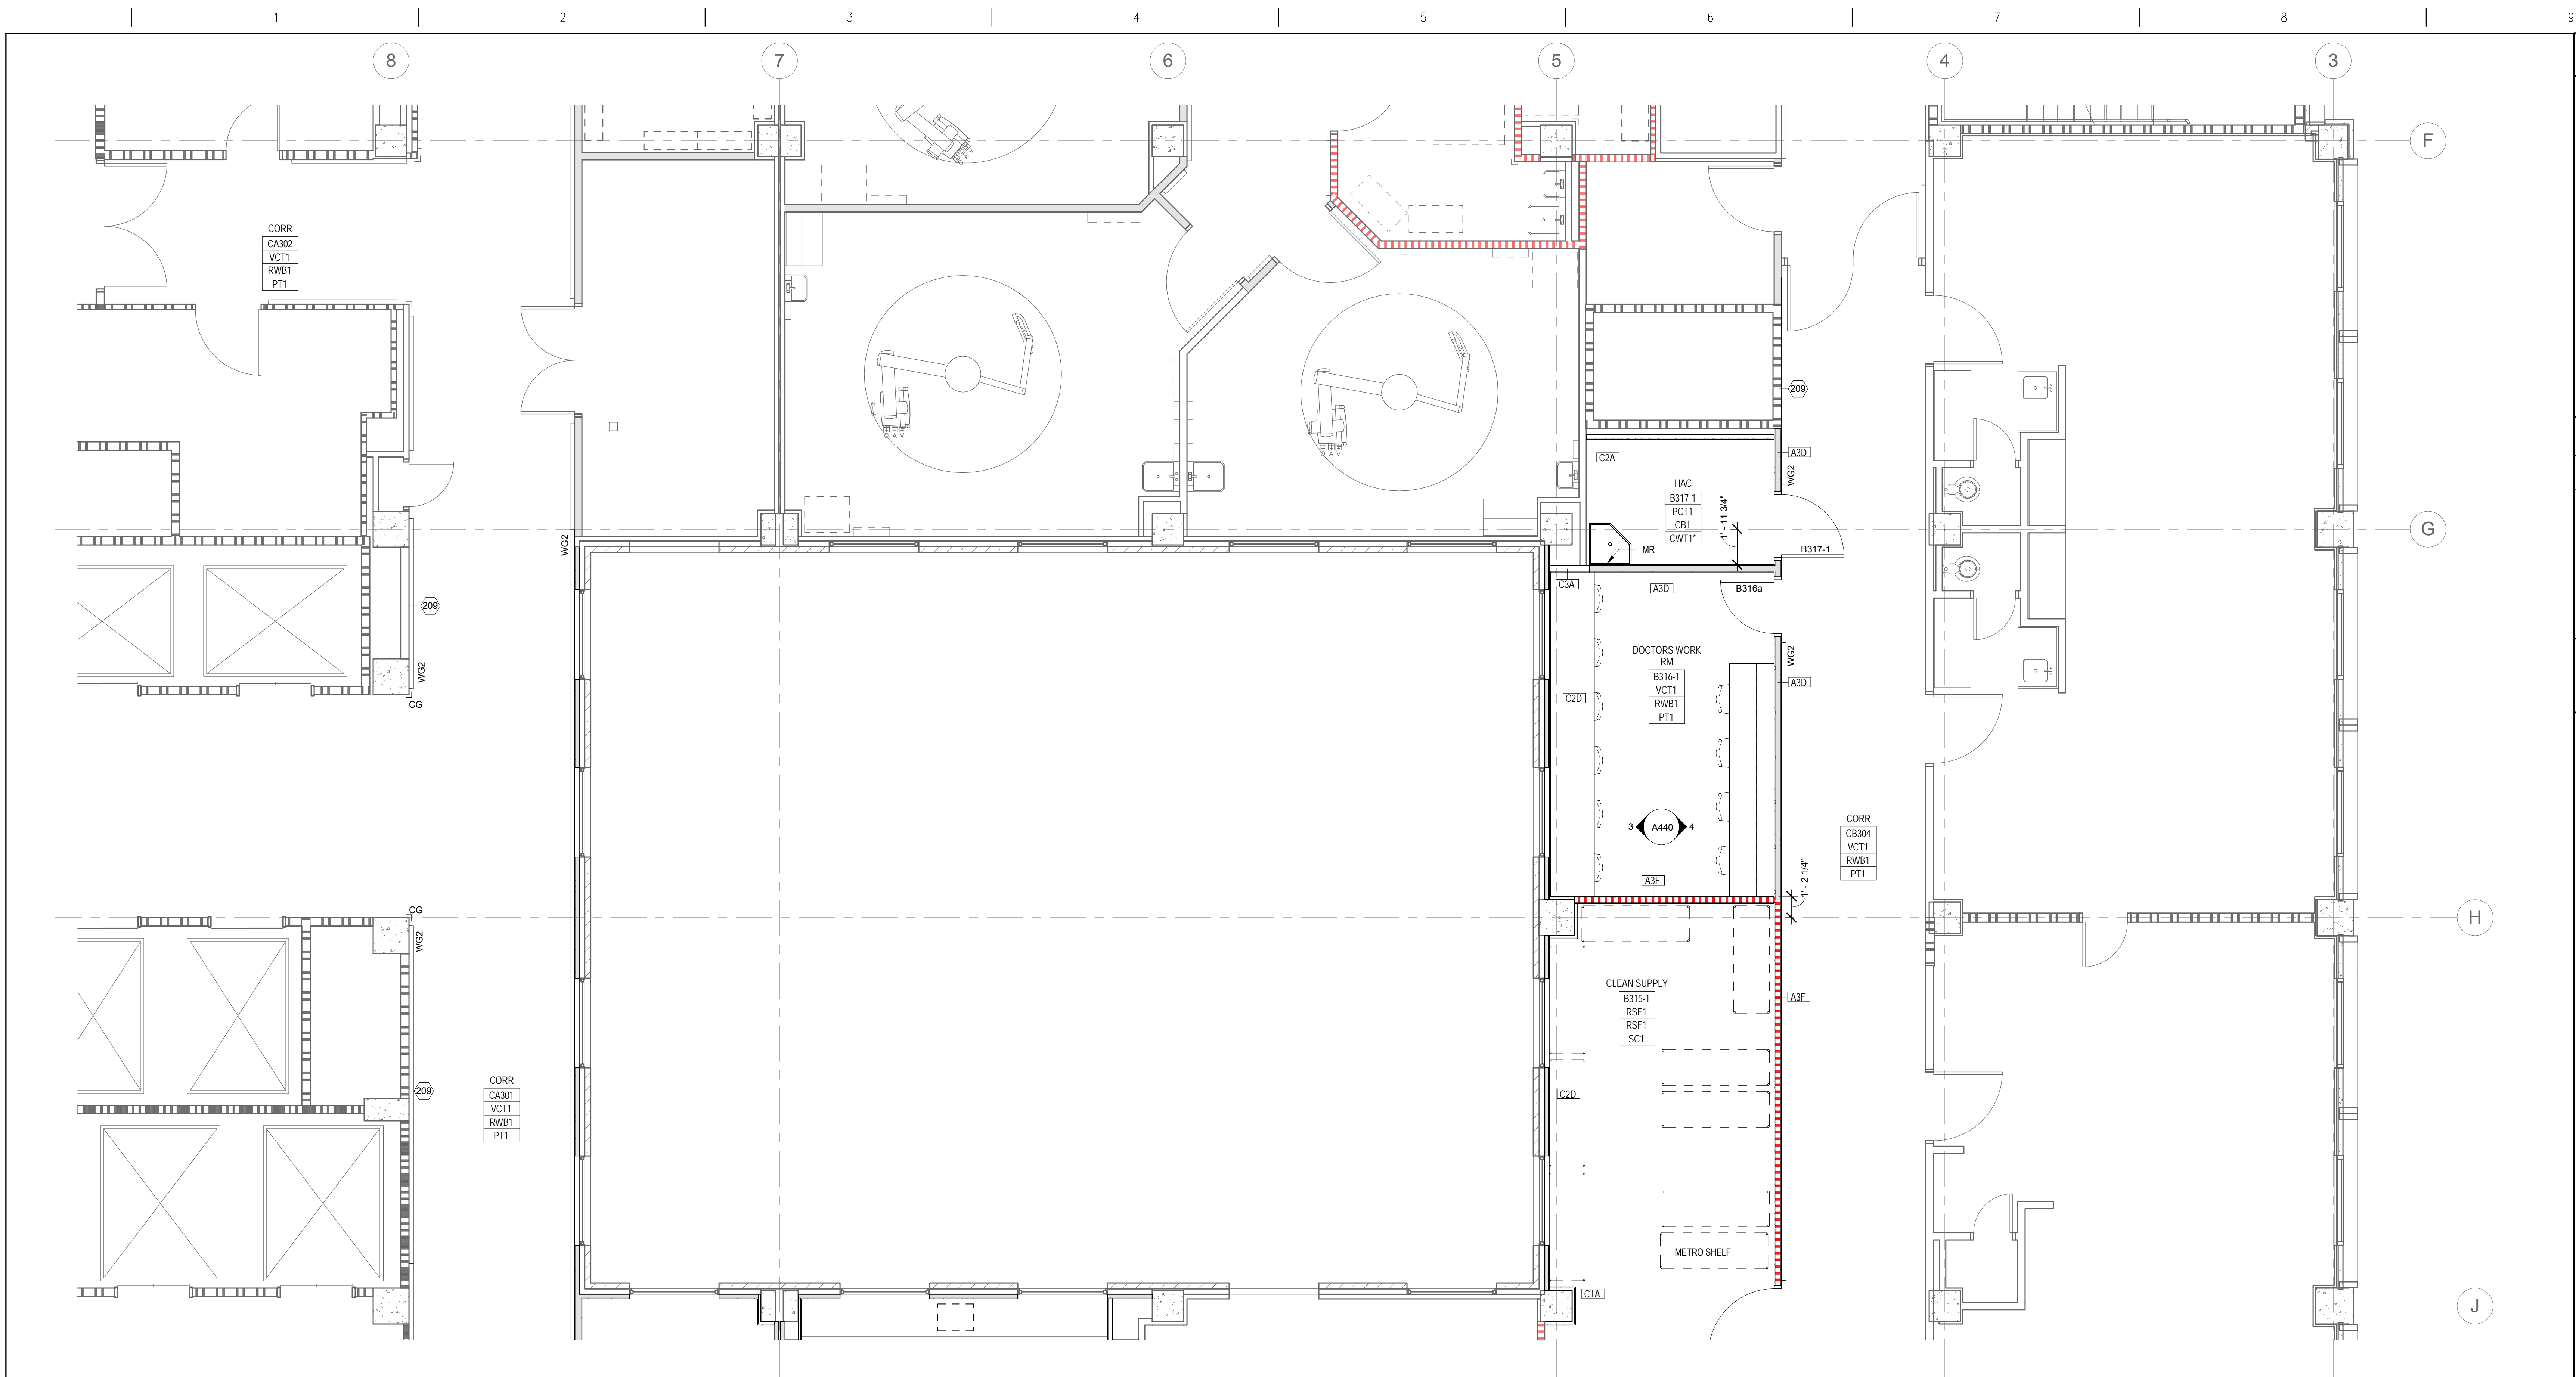 1 2 3 4 5 6 7 8 9
8 7 6 5 4 3
F
CORR
CA302
VCT1
RWB1
PT1
209
O A V
O A V
C2A
A3D
WG2
HAC
B317-1
PCT1
CB1
CWT1*
1' - 11 3/4"
G
WG2
MR
B317-1
C3A
A3D
B316a
209
WG2
CG
DOCTORS WORK
RM
B316-1
VCT1
RWB1
PT1
WG2
A3D
C2D
3 A440 4
CORR
CB304
VCT1
RWB1
PT1
1' - 2 1/4"
A3F
CG
WG2
H
CLEAN SUPPLY
B315-1
RSF1
RSF1
SC1
A3F
209
CORR
CA301
VCT1
RWB1
PT1
C2D
METRO SHELF
C1A
J